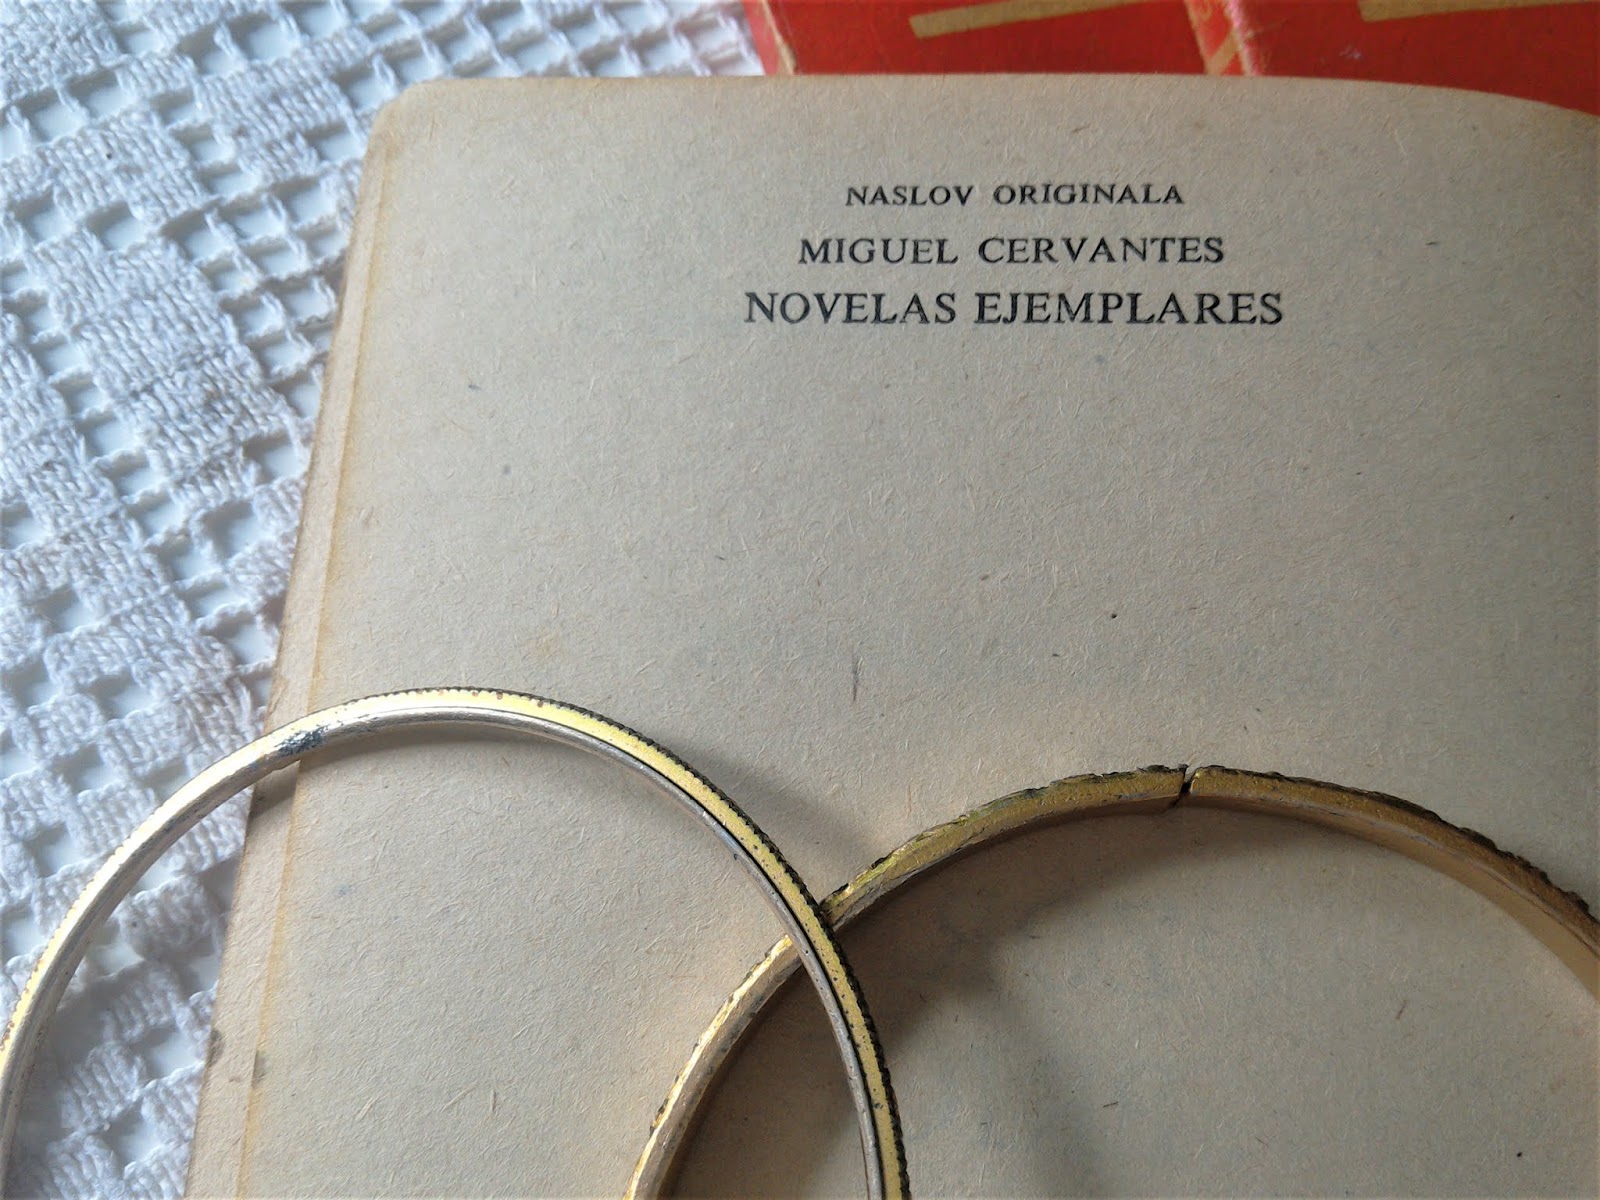 NASLOV ORIGINALA
MIGUEL CERVANTES
NOVELAS EJEMPLARES